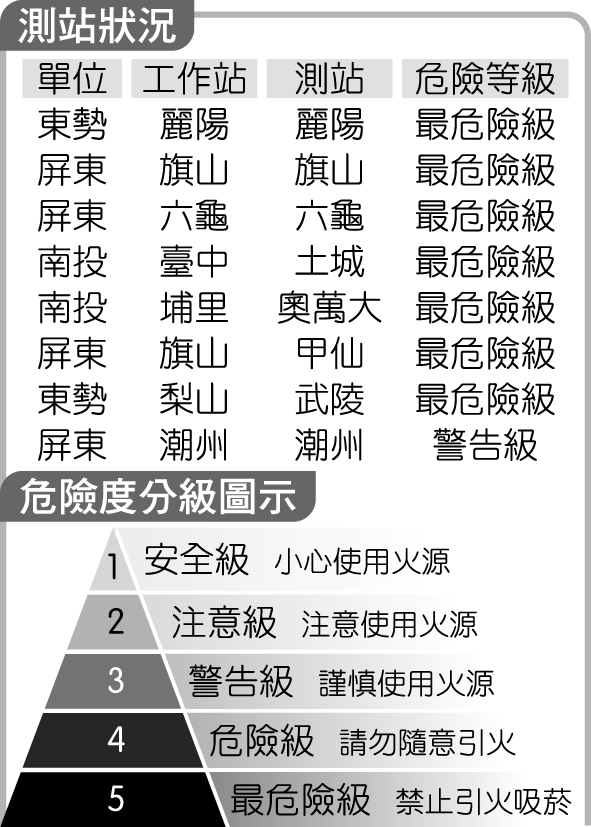 測站狀況
單位 工作站 測站 危險等級
東勢 麗陽 麗陽 最危險級
屏東 旗山 旗山 最危險級
屏東 六龜 六龜 最危險級
南投 臺中 土城 最危險級
南投 埔里 奧萬大 最危險級
屏東 旗山 甲仙 最危險級
東勢 梨山 武陵 最危險級
屏東 潮州 潮州 警告級
危險度分級圖示
1 安全級 小心使用火源
2 注意級 注意使用火源
3 警告級 謹慎使用火源
4 危險級 請勿隨意引火
5 最危險級 禁止引火吸菸